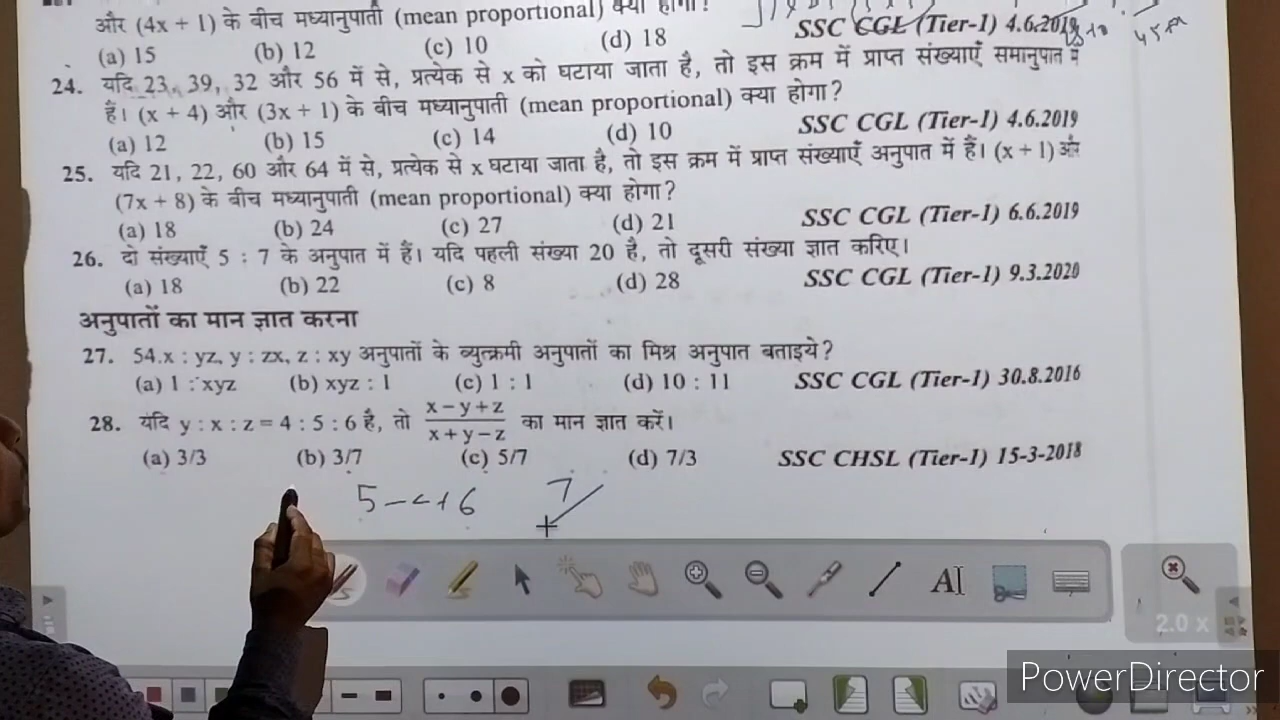 और (4x + 1) के बीच मध्यानुपाती (mean proportional) क्या होगा?
(a) 15 (b) 12 (c) 10 (d) 18 SSC CGL (Tier-1) 4.6.2019
24. यदि 23, 39, 32 और 56 में से, प्रत्येक से x को घटाया जाता है, तो इस क्रम में प्राप्त संख्याएँ समानुपात में
हैं। (x + 4) और (3x + 1) के बीच मध्यानुपाती (mean proportional) क्या होगा?
(a) 12 (b) 15 (c) 14 (d) 10 SSC CGL (Tier-1) 4.6.2019
25. यदि 21, 22, 60 और 64 में से, प्रत्येक से x घटाया जाता है, तो इस क्रम में प्राप्त संख्याएँ अनुपात में हैं। (x + 1) और
(7x + 8) के बीच मध्यानुपाती (mean proportional) क्या होगा?
(a) 18 (b) 24 (c) 27 (d) 21 SSC CGL (Tier-1) 6.6.2019
26. दो संख्याएँ 5 : 7 के अनुपात में हैं। यदि पहली संख्या 20 है, तो दूसरी संख्या ज्ञात करिए।
(a) 18 (b) 22 (c) 8 (d) 28 SSC CGL (Tier-1) 9.3.2020
अनुपातों का मान ज्ञात करना
27. 54.x : yz, y : zx, z : xy अनुपातों के व्युत्क्रमी अनुपातों का मिश्र अनुपात बताइये?
(a) 1 : xyz (b) xyz : 1 (c) 1 : 1 (d) 10 : 11 SSC CGL (Tier-1) 30.8.2016
28. यदि y : x : z = 4 : 5 : 6 है, तो x – y + z / x + y – z का मान ज्ञात करें।
(a) 3/3 (b) 3/7 (c) 5/7 (d) 7/3 SSC CHSL (Tier-1) 15-3-2018
7
AI
2.0 x
PowerDirector